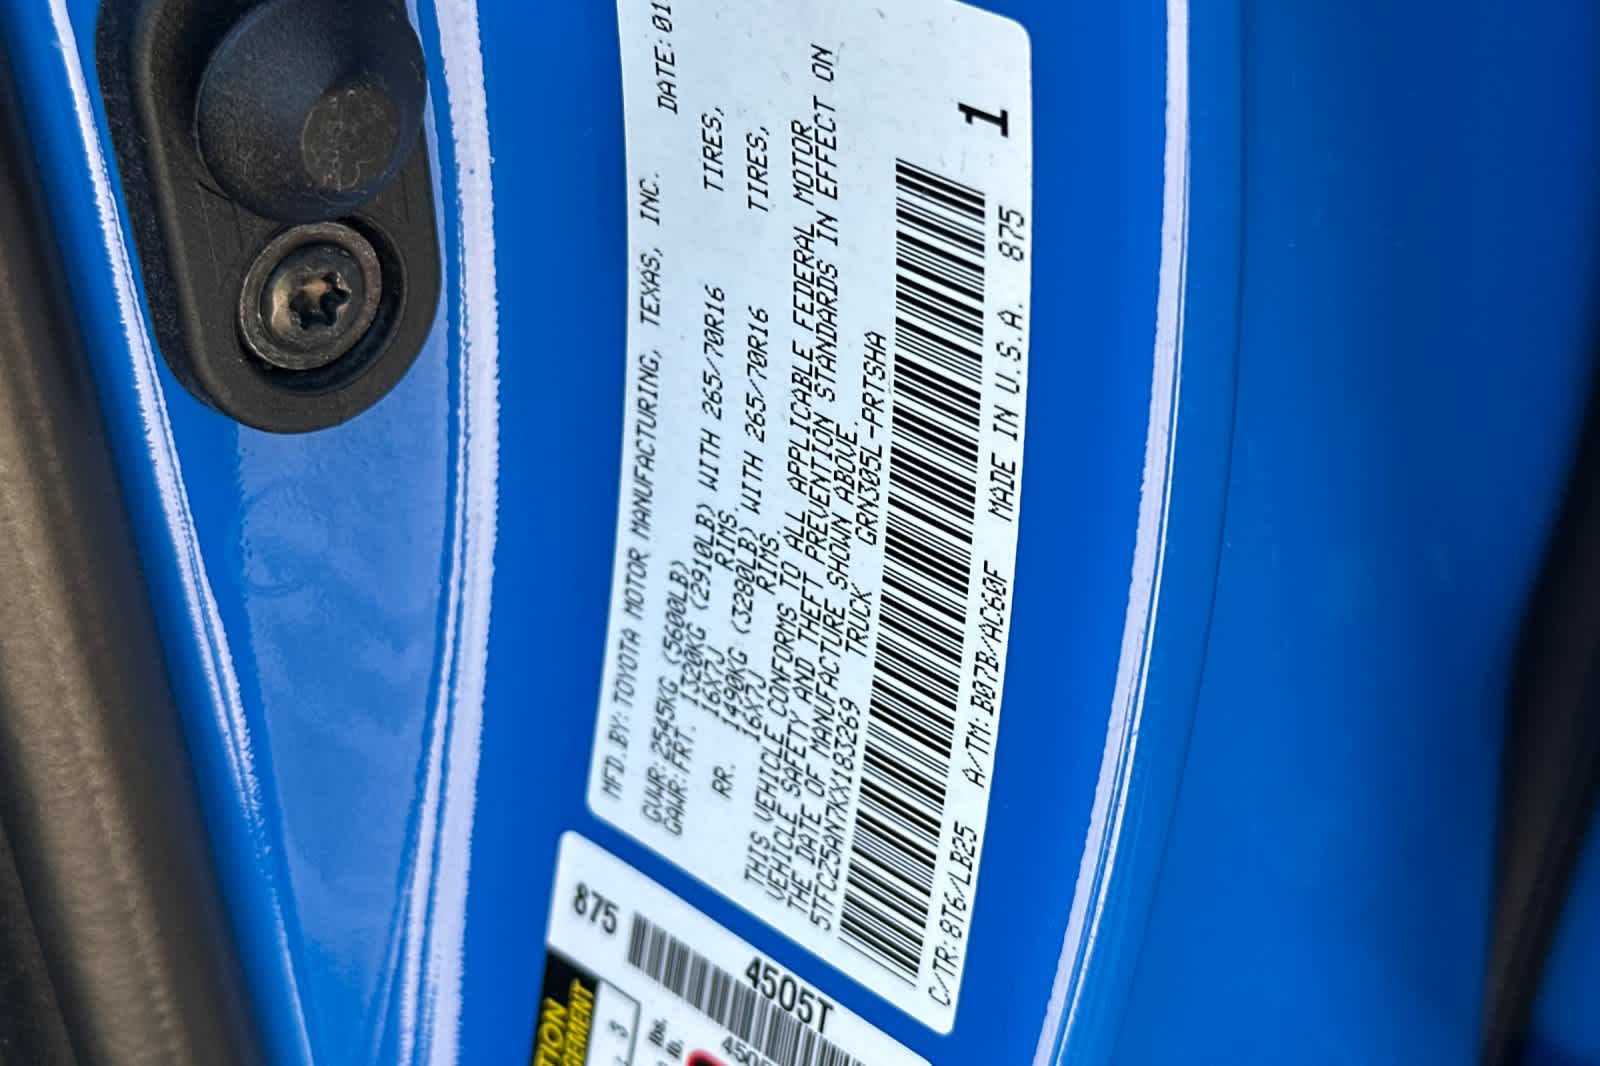 MFD.BY: TOYOTA MOTOR MANUFACTURING, TEXAS, INC. DATE: 01
GVWR: 2545KG (5600LB)
GAWR: FRT. 1320KG (2910LB) WITH 265/70R16 TIRES,
16X7J RIMS,
RR. 1490KG (3280LB) WITH 265/70R16 TIRES,
16X7J RIMS
THIS VEHICLE CONFORMS TO ALL APPLICABLE FEDERAL MOTOR
VEHICLE SAFETY AND THEFT PREVENTION STANDARDS IN EFFECT ON
THE DATE OF MANUFACTURE SHOWN ABOVE.
5TFCZ5AN7KX183269 TRUCK GRN305L-PRTSHA
1
C/TR: 8T6/LB25 A/TM: B07B/AC60F MADE IN U.S.A. 875
875
4505T
3
lbs.